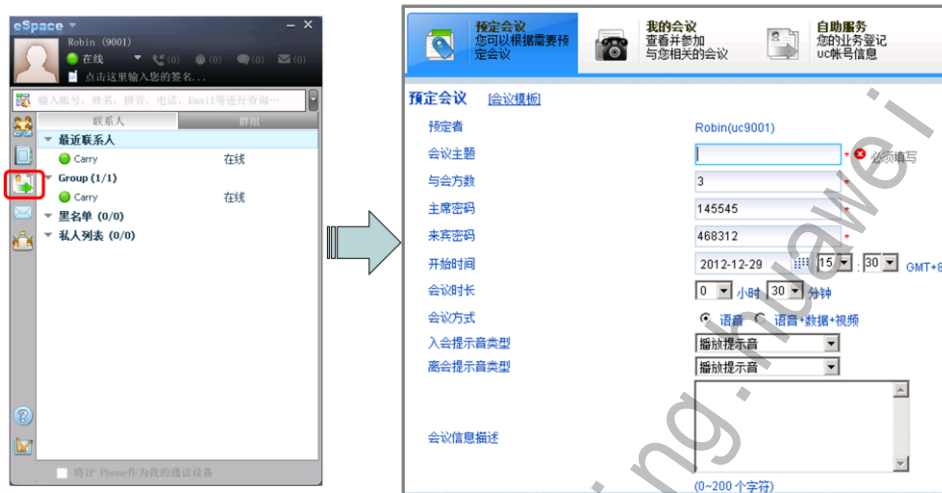 eSpace
Robin (9001)
在线 (0) (0) (0) (0)
点击这里输入您的签名...
输入帐号、姓名、拼音、电话、Email等进行查询...
联系人 群组
最近联系人
Carry 在线
Group (1/1)
Carry 在线
黑名单 (0/0)
私人列表 (0/0)
将IP Phone作为我的通话设备
预定会议
您可以根据需要预
定会议
我的会议
查看并参加
与您相关的会议
自助服务
您的业务登记
uc帐号信息
预定会议 [会议模板]
预定者 Robin(uc9001)
会议主题 * 必须填写
与会方数 3 *
主席密码 145545 *
来宾密码 468312 *
开始时间 2012-12-29 15 : 30 GMT+8
会议时长 0 小时 30 分钟
会议方式 语音 语音+数据+视频
入会提示音类型 播放提示音
离会提示音类型 播放提示音
会议信息描述
(0~200 个字符)
ing.huawei